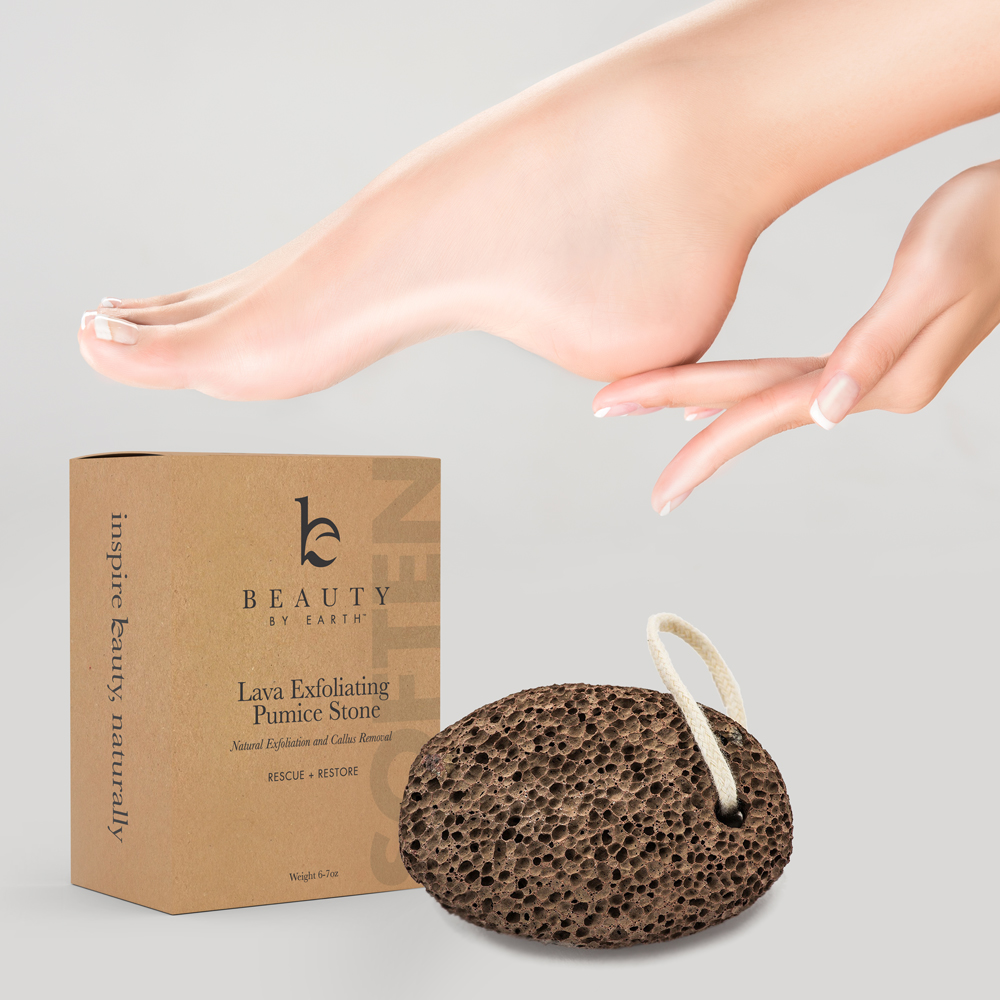 inspire beauty, naturally
be
BEAUTY
BY EARTH™
Lava Exfoliating
Pumice Stone
Natural Exfoliation and Callus Removal
RESCUE + RESTORE
Weight 6-7oz
SOFTEN